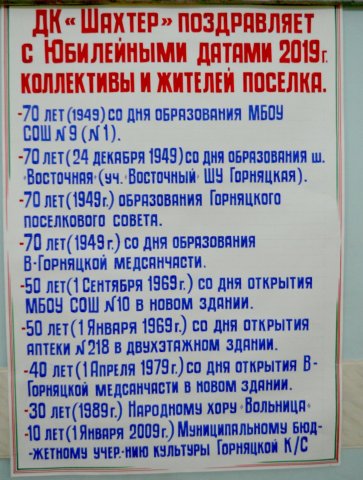 ДК «Шахтер» поздравляет
с Юбилейными датами 2019г.
коллективы и жителей поселка.
-70 лет (1949) со дня образования МБОУ
СОШ №9 (№1).
-70 лет (24 декабря 1949) со дня образования ш.
"Восточная" (уч. "Восточный" ШУ Горняцкая).
-70 лет (1949г.) образования Горняцкого
поселкового совета.
-70 лет (1949 г.) со дня образования
В-Горняцкой медсанчасти.
-50 лет (1 Сентября 1969г.) со дня открытия
МБОУ СОШ №10 в новом здании.
-50 лет (1 Января 1969г.) со дня открытия
аптеки №218 в двухэтажном здании.
-40 лет (1 Апреля 1979г.) со дня открытия В-
Горняцкой медсанчасти в новом здании.
-30 лет (1989г.) Народному хору "Вольница"
-10 лет (1 Января 2009г.) Муниципальному бюд-
жетному учер.-нию культуры Горняцкой К/С